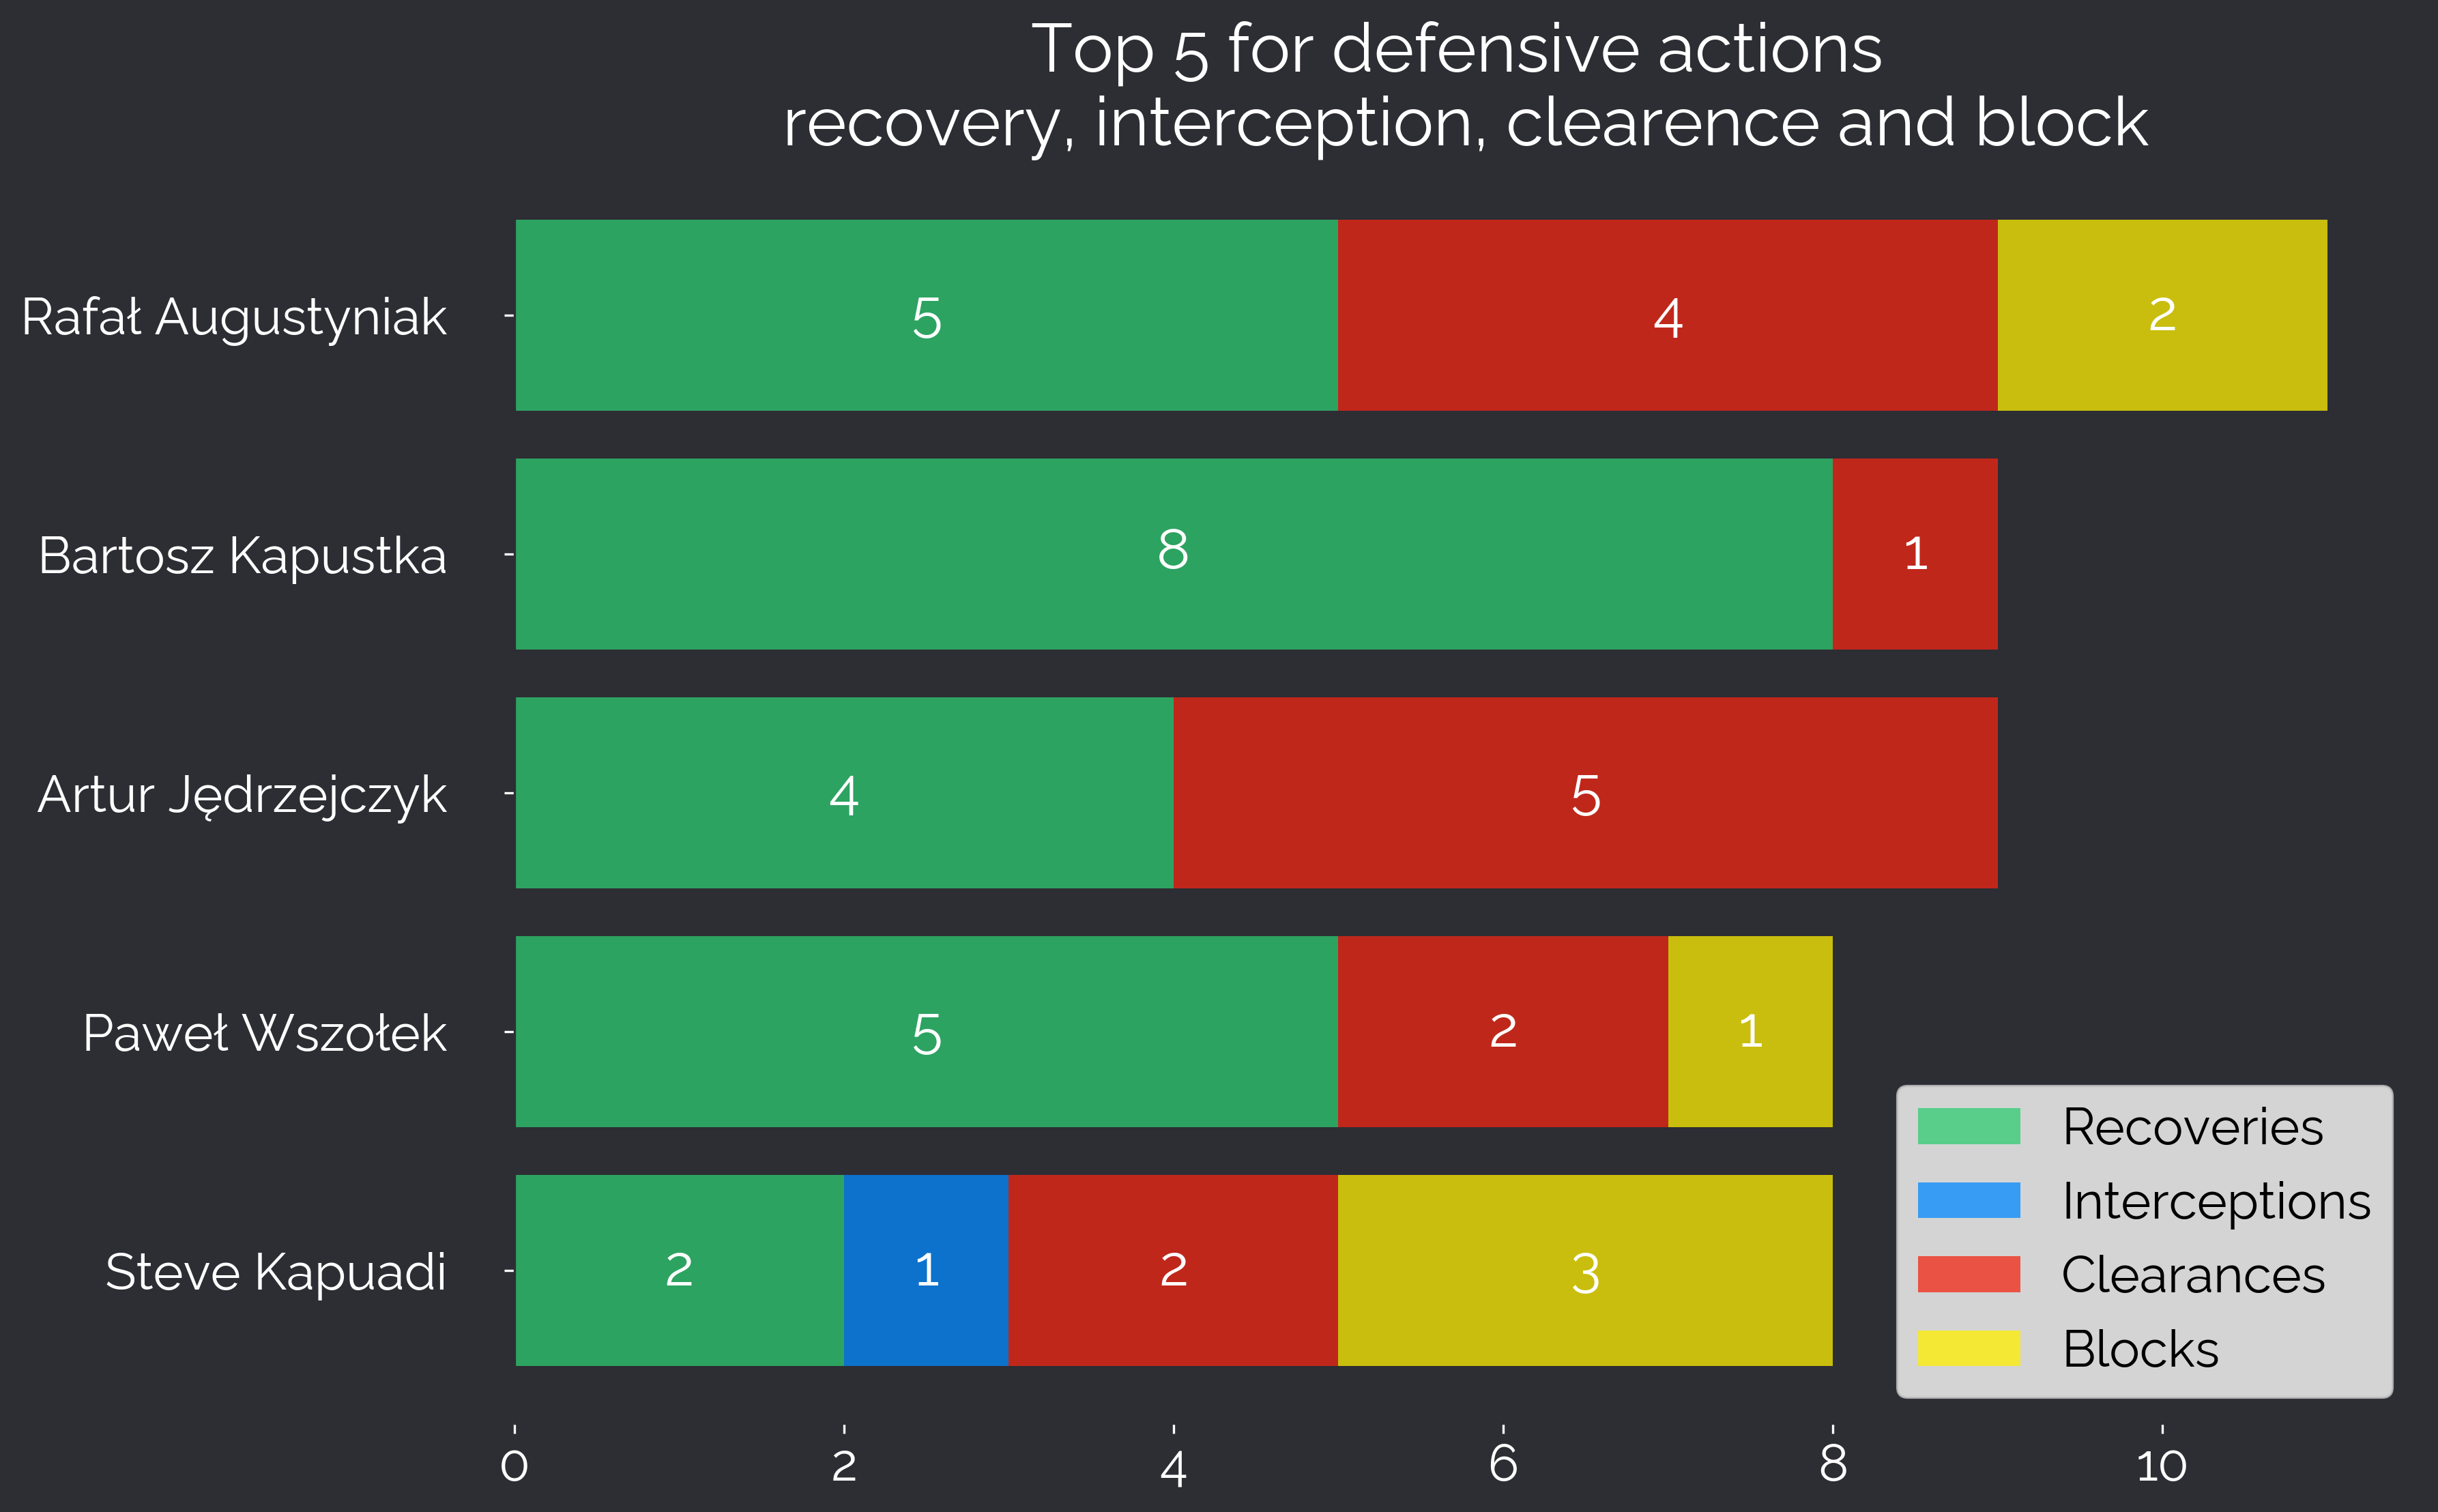 Top 5 for defensive actions
recovery, interception, clearence and block
Rafał Augustyniak
5 4 2
Bartosz Kapustka
8 1
Artur Jędrzejczyk
4 5
Paweł Wszołek
5 2 1
Steve Kapuadi
2 1 2 3
Recoveries
Interceptions
Clearances
Blocks
0 2 4 6 8 10